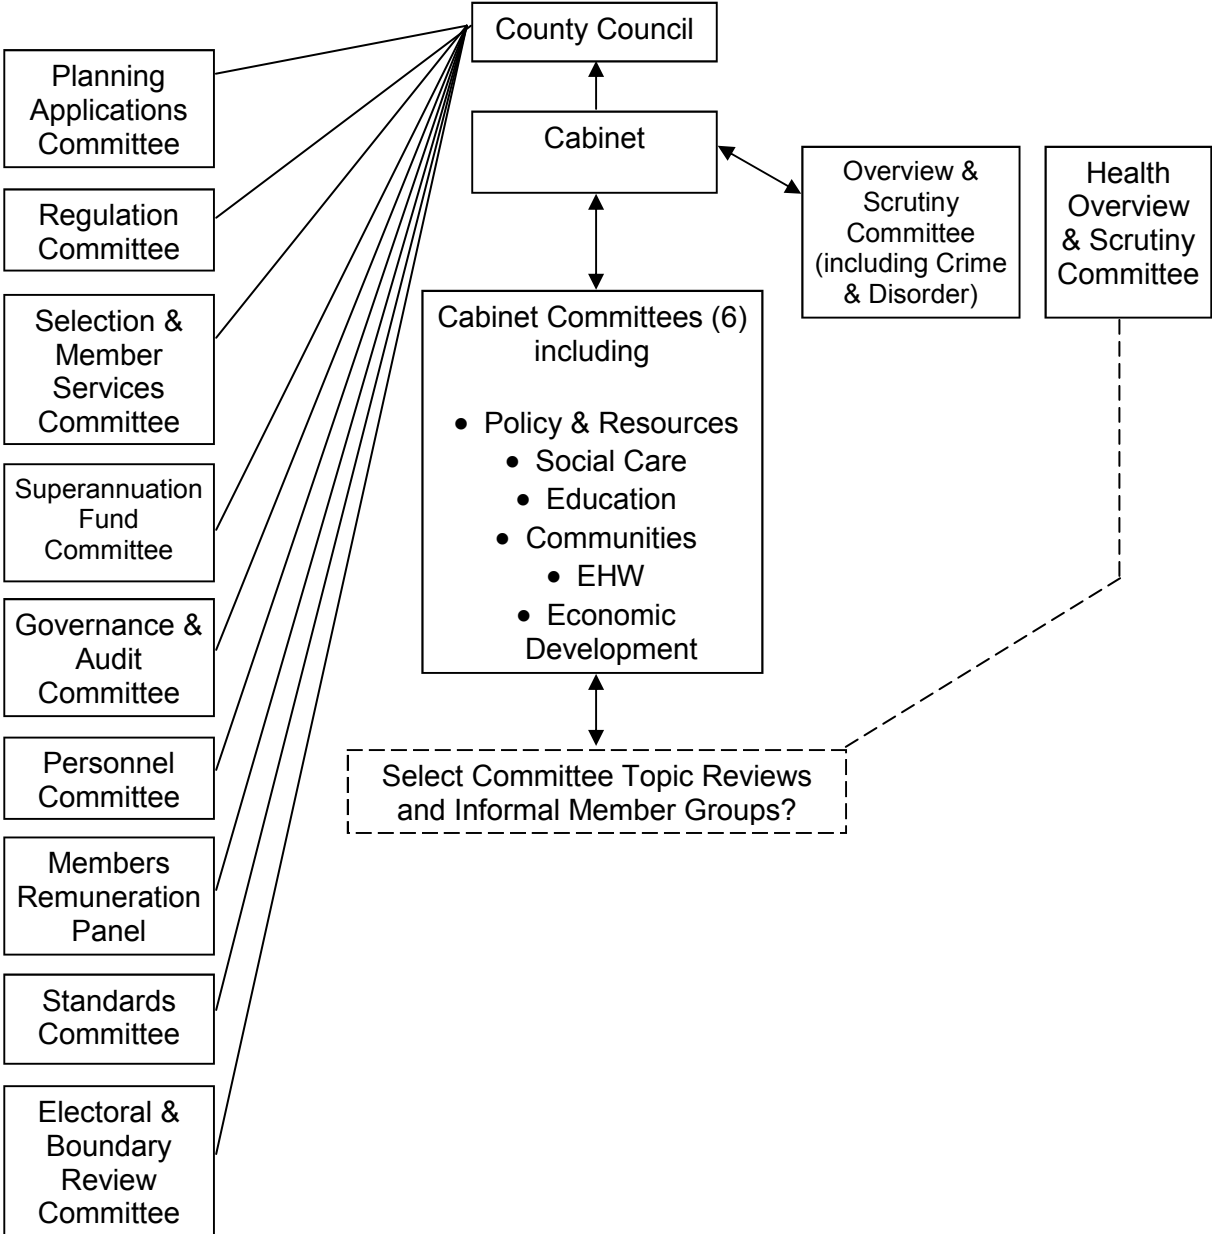 County Council
Cabinet
Planning
Applications
Committee
Regulation
Committee
Selection &
Member
Services
Committee
Superannuation
Fund
Committee
Governance &
Audit
Committee
Personnel
Committee
Members
Remuneration
Panel
Standards
Committee
Electoral &
Boundary
Review
Committee
Overview &
Scrutiny
Committee
(including Crime
& Disorder)
Health
Overview
& Scrutiny
Committee
Cabinet Committees (6)
including
• Policy & Resources
• Social Care
• Education
• Communities
• EHW
• Economic
Development
Select Committee Topic Reviews
and Informal Member Groups?